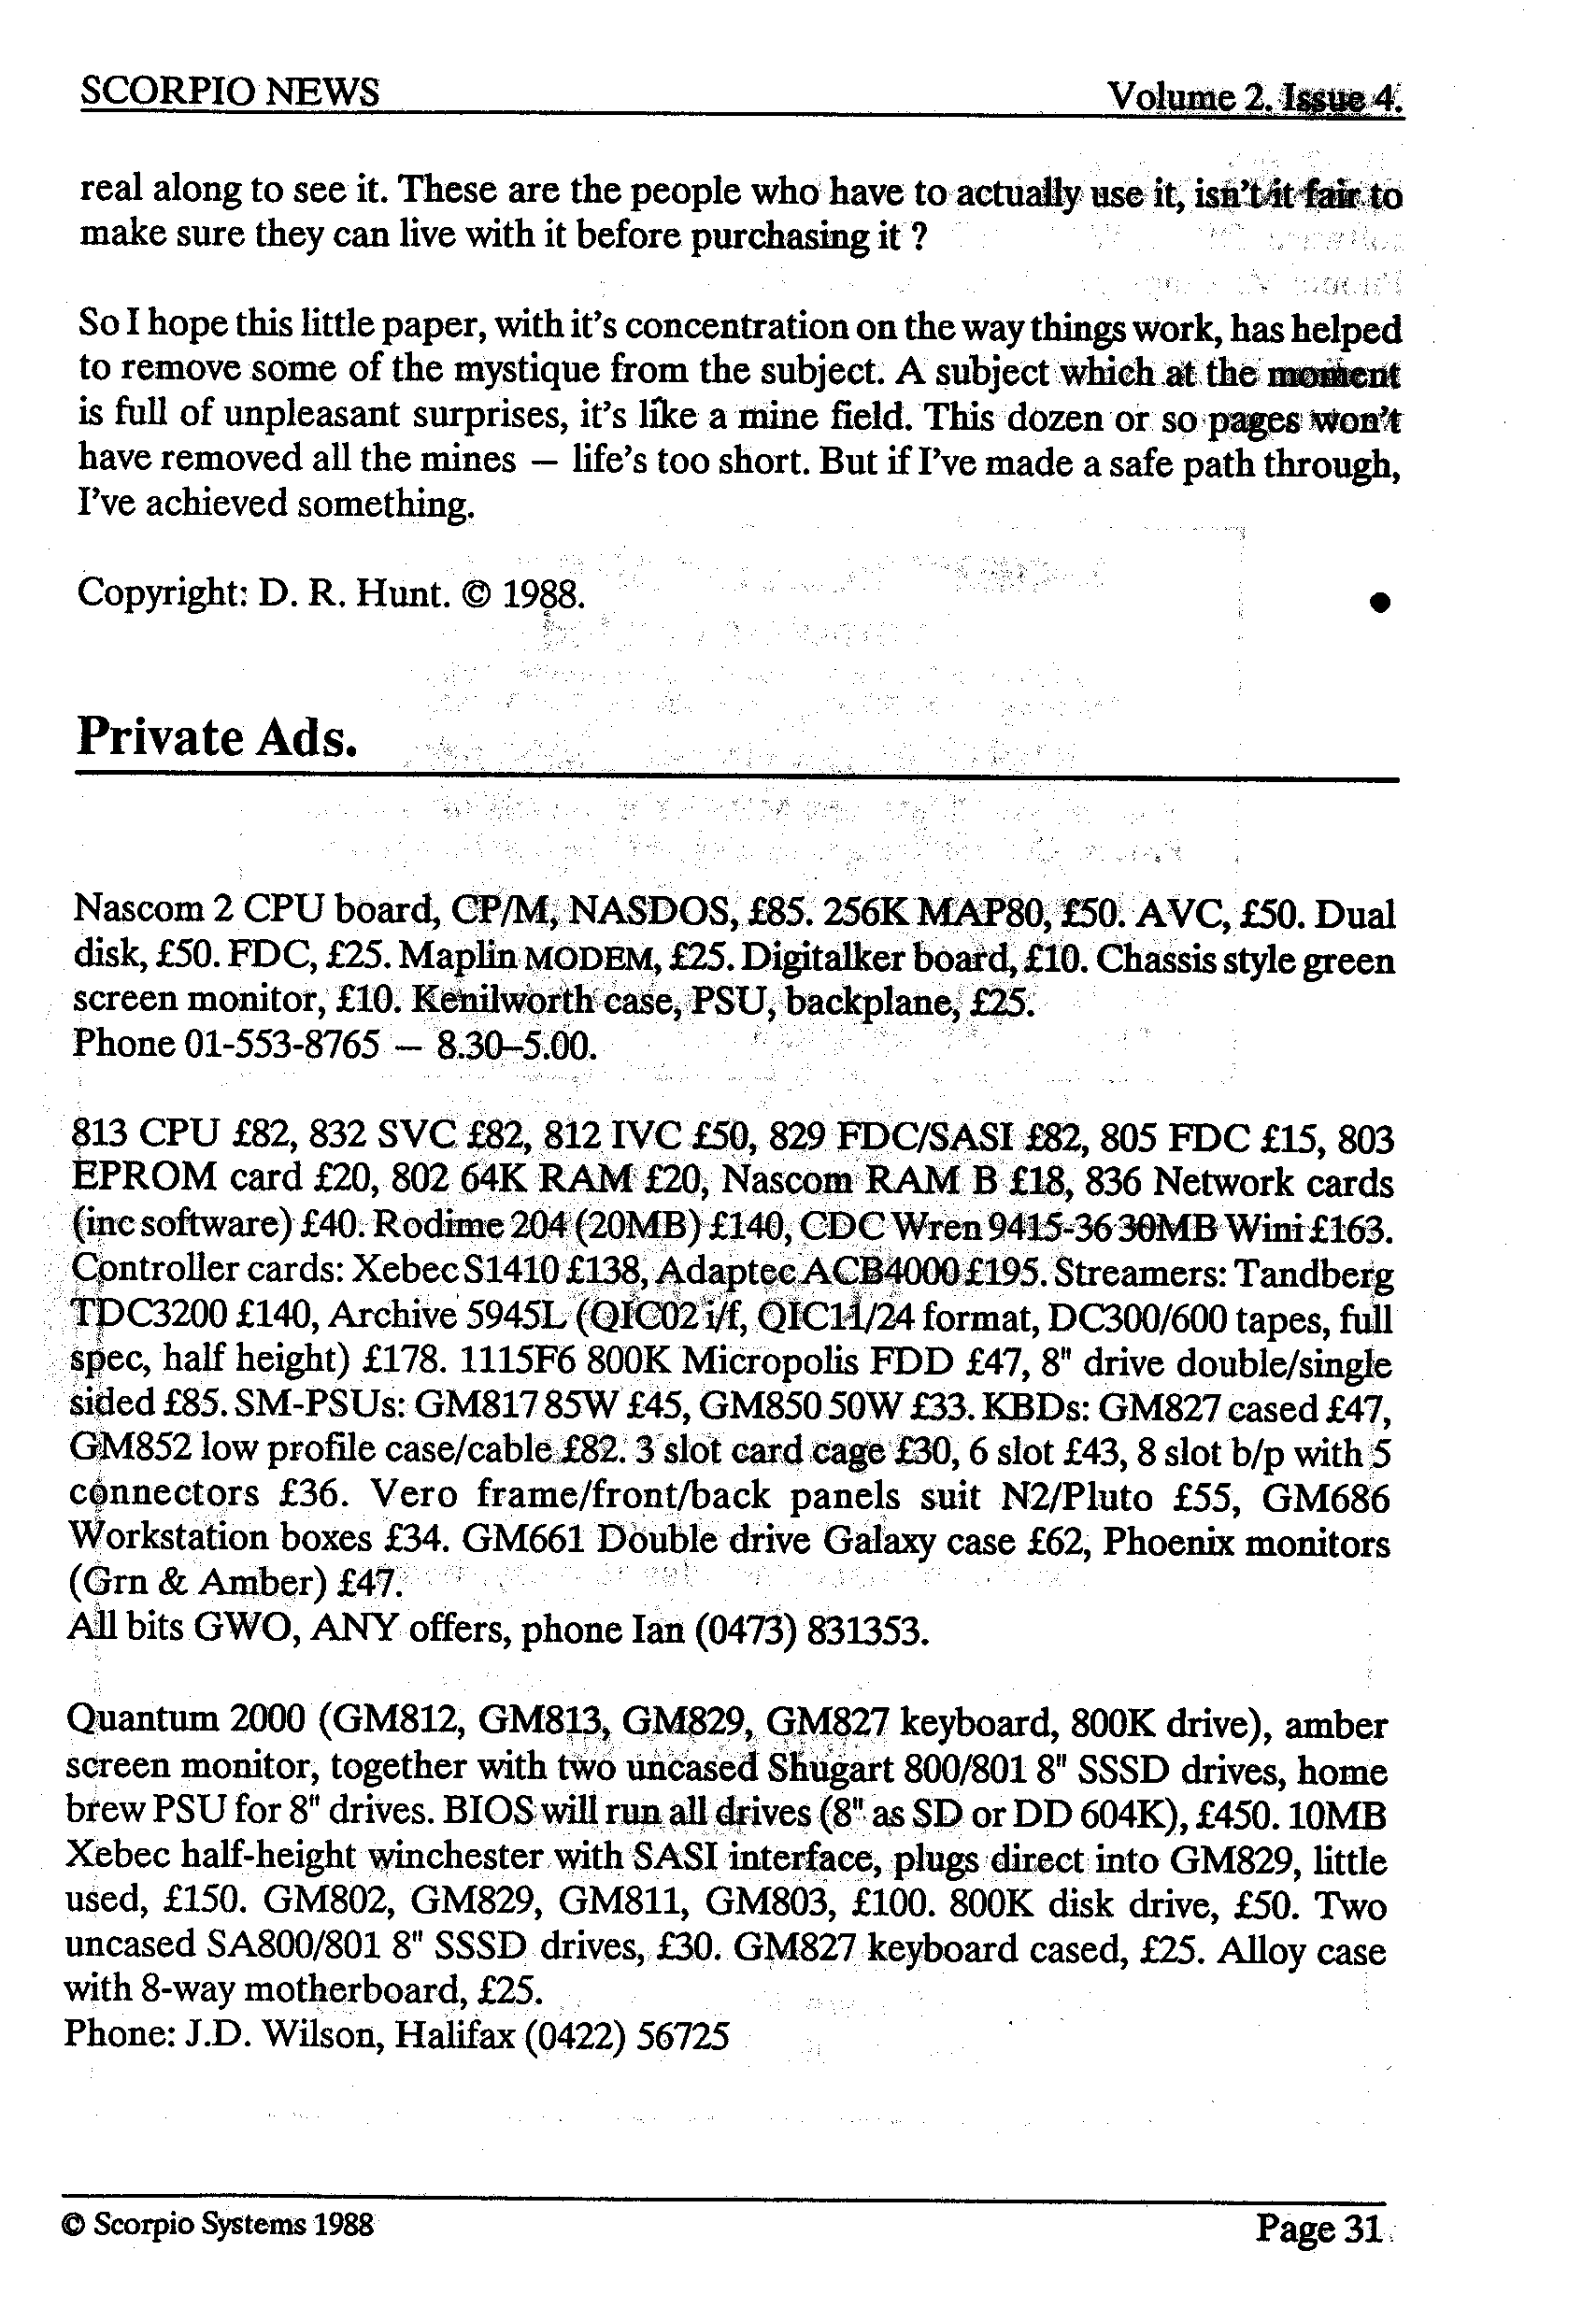 SCORPIO NEWS Volume 2. Issue 4.
real along to see it. These are the people who have to actually use it, isn't it fair to
make sure they can live with it before purchasing it ?
So I hope this little paper, with it's concentration on the way things work, has helped
to remove some of the mystique from the subject. A subject which at the moment
is full of unpleasant surprises, it's like a mine field. This dozen or so pages won't
have removed all the mines — life's too short. But if I've made a safe path through,
I've achieved something.
Copyright: D. R. Hunt. © 1988. ●
Private Ads.
Nascom 2 CPU board, CP/M, NASDOS, £85. 256K MAP80, £50. AVC, £50. Dual
disk, £50. FDC, £25. Maplin MODEM, £25. Digitalker board, £10. Chassis style green
screen monitor, £10. Kenilworth case, PSU, backplane, £25.
Phone 01-553-8765 — 8.30–5.00.
813 CPU £82, 832 SVC £82, 812 IVC £50, 829 FDC/SASI £82, 805 FDC £15, 803
EPROM card £20, 802 64K RAM £20, Nascom RAM B £18, 836 Network cards
(inc software) £40. Rodime 204 (20MB) £140, CDC Wren 9415-36 30MB Wini £163.
Controller cards: Xebec S1410 £138, Adaptec ACB4000 £195. Streamers: Tandberg
TDC3200 £140, Archive 5945L (QIC02 i/f, QIC11/24 format, DC300/600 tapes, full
spec, half height) £178. 1115F6 800K Micropolis FDD £47, 8" drive double/single
sided £85. SM-PSUs: GM817 85W £45, GM850 50W £33. KBDs: GM827 cased £47,
GM852 low profile case/cable £82. 3 slot card cage £30, 6 slot £43, 8 slot b/p with 5
connectors £36. Vero frame/front/back panels suit N2/Pluto £55, GM686
Workstation boxes £34. GM661 Double drive Galaxy case £62, Phoenix monitors
(Grn & Amber) £47.
All bits GWO, ANY offers, phone Ian (0473) 831353.
Quantum 2000 (GM812, GM813, GM829, GM827 keyboard, 800K drive), amber
screen monitor, together with two uncased Shugart 800/801 8" SSSD drives, home
brew PSU for 8" drives. BIOS will run all drives (8" as SD or DD 604K), £450. 10MB
Xebec half-height winchester with SASI interface, plugs direct into GM829, little
used, £150. GM802, GM829, GM811, GM803, £100. 800K disk drive, £50. Two
uncased SA800/801 8" SSSD drives, £30. GM827 keyboard cased, £25. Alloy case
with 8-way motherboard, £25.
Phone: J.D. Wilson, Halifax (0422) 56725
© Scorpio Systems 1988 Page 31